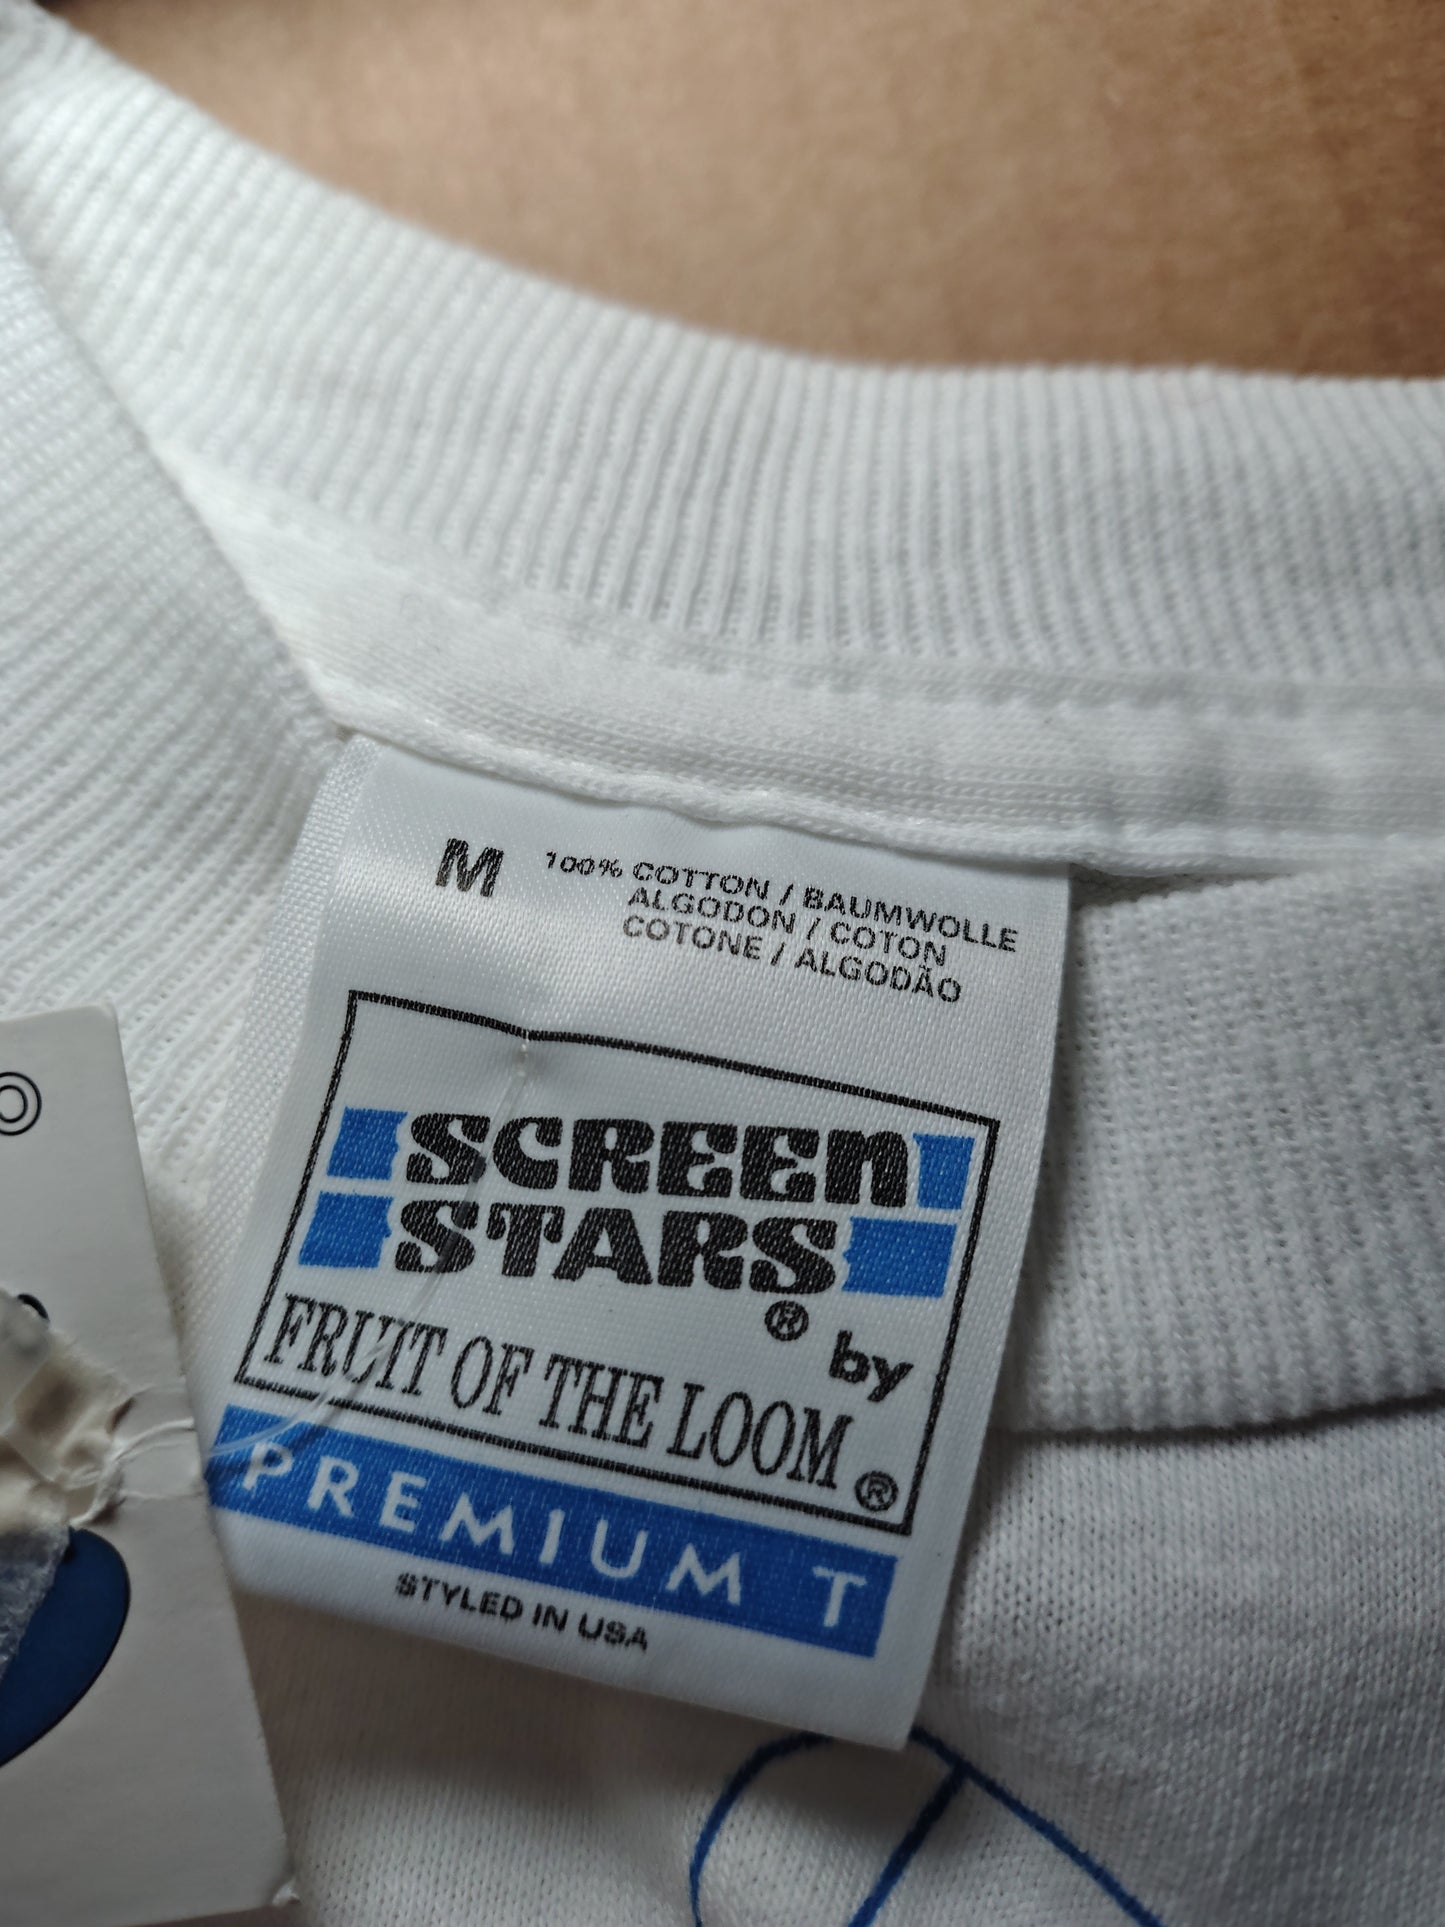 M 100% COTTON / BAUMWOLLE
ALGODON / COTON
COTONE / ALGODÃO
SCREEN
STARS®
by
FRUIT OF THE LOOM®
PREMIUM T
STYLED IN USA